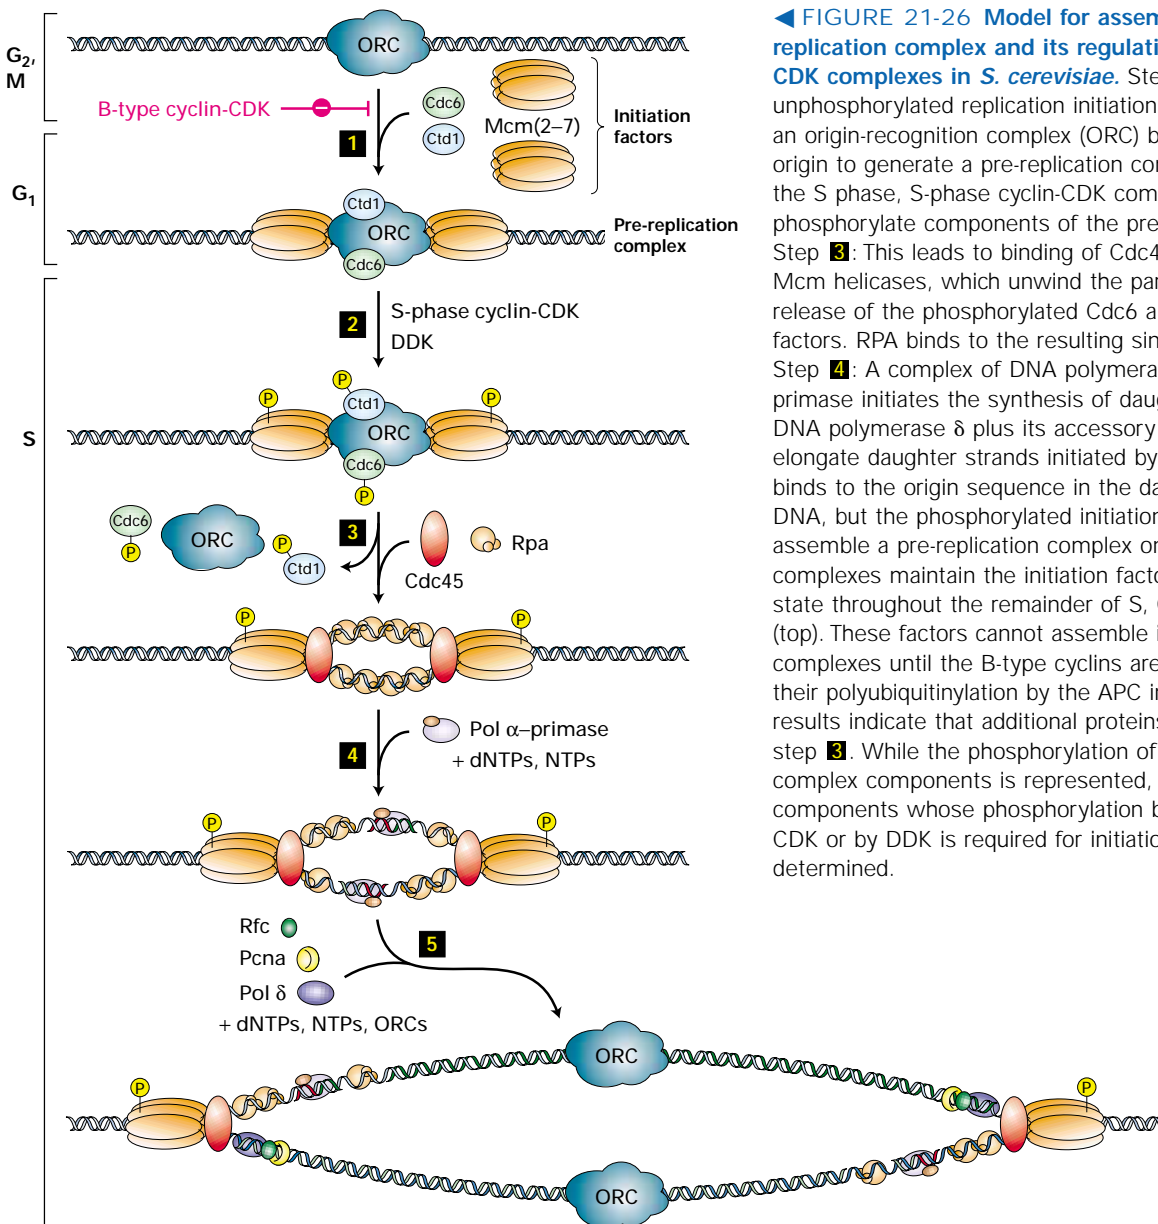 G2,
M
ORC
B-type cyclin-CDK
Cdc6
Ctd1
Mcm(2–7)
Initiation
factors
1
G1
Ctd1
ORC
Cdc6
Pre-replication
complex
2
S-phase cyclin-CDK
DDK
S
P
P
P
Ctd1
ORC
Cdc6
P
Cdc6
P
ORC
P
Ctd1
3
Cdc45
Rpa
P
P
4
Pol α–primase
+ dNTPs, NTPs
P
P
Rfc
Pcna
Pol δ
+ dNTPs, NTPs, ORCs
5
ORC
P
P
ORC
◀ FIGURE 21-26 Model for assem
replication complex and its regulati
CDK complexes in S. cerevisiae. Ste
unphosphorylated replication initiation
an origin-recognition complex (ORC) b
origin to generate a pre-replication con
the S phase, S-phase cyclin-CDK com
phosphorylate components of the pre
Step 3: This leads to binding of Cdc4
Mcm helicases, which unwind the par
release of the phosphorylated Cdc6 a
factors. RPA binds to the resulting sin
Step 4: A complex of DNA polymera
primase initiates the synthesis of daug
DNA polymerase δ plus its accessory
elongate daughter strands initiated by
binds to the origin sequence in the da
DNA, but the phosphorylated initiation
assemble a pre-replication complex on
complexes maintain the initiation facto
state throughout the remainder of S, G
(top). These factors cannot assemble i
complexes until the B-type cyclins are
their polyubiquitinylation by the APC in
results indicate that additional proteins
step 3. While the phosphorylation of
complex components is represented,
components whose phosphorylation b
CDK or by DDK is required for initiatio
determined.